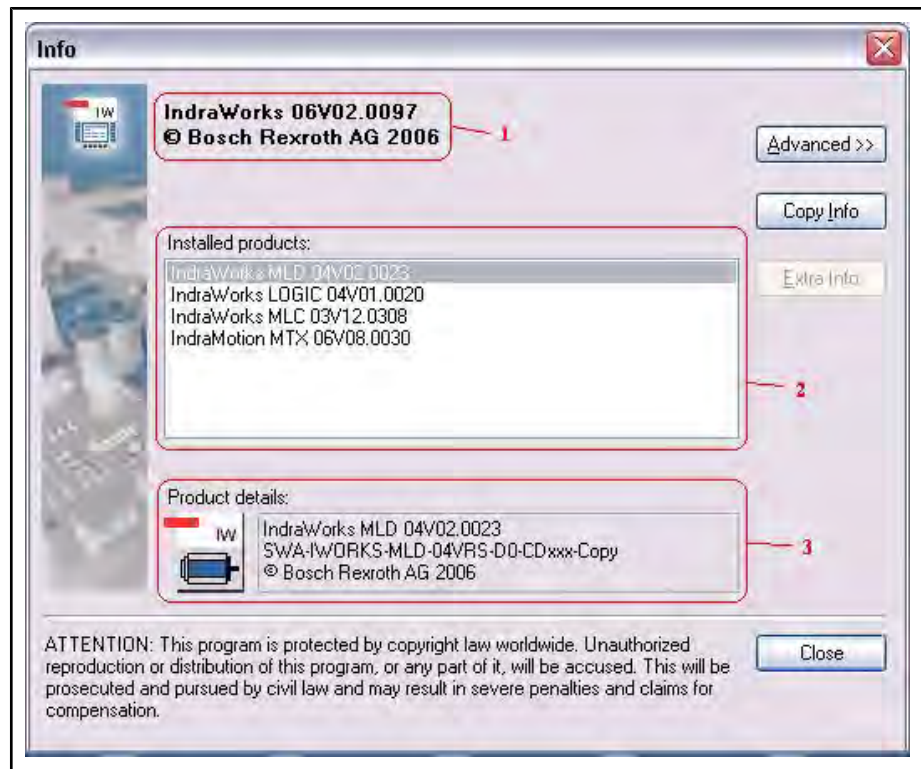 Info
IW
IndraWorks 06V02.0097
© Bosch Rexroth AG 2006
1
Advanced >>
Copy Info
Extra Info
Installed products:
IndraWorks MLD 04V02.0023
IndraWorks LOGIC 04V01.0020
IndraWorks MLC 03V12.0308
IndraMotion MTX 06V08.0030
2
Product details:
IW
IndraWorks MLD 04V02.0023
SWA-IWORKS-MLD-04VRS-D0-CDxxx-Copy
© Bosch Rexroth AG 2006
3
ATTENTION: This program is protected by copyright law worldwide. Unauthorized
reproduction or distribution of this program, or any part of it, will be accused. This will be
prosecuted and pursued by civil law and may result in severe penalties and claims for
compensation.
Close